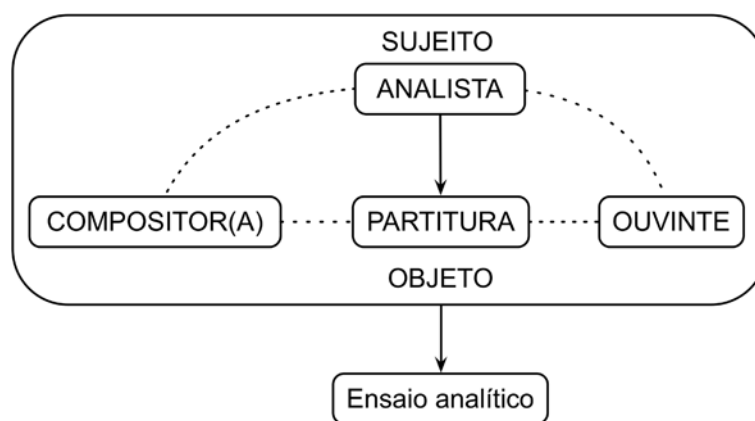 SUJEITO
ANALISTA
COMPOSITOR(A)
PARTITURA
OUVINTE
OBJETO
Ensaio analítico